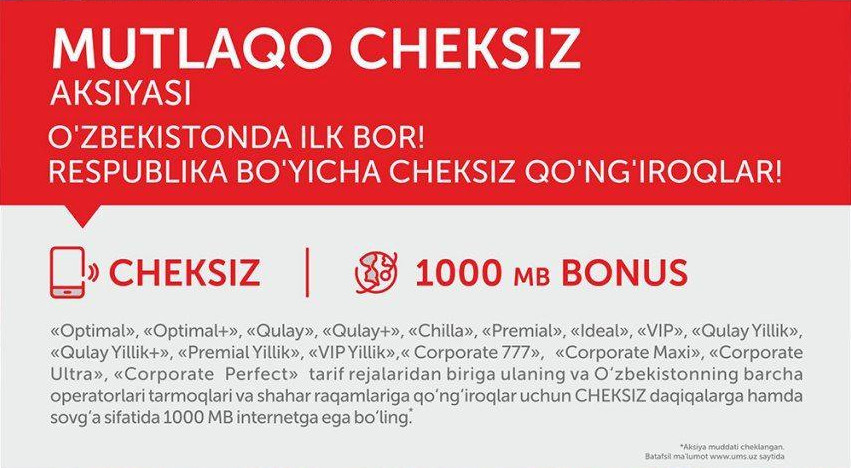 MUTLAQO CHEKSIZ
AKSIYASI
O'ZBEKISTONDA ILK BOR!
RESPUBLIKA BO'YICHA CHEKSIZ QO'NG'IROQLAR!
CHEKSIZ | 1000 MB BONUS
«Optimal», «Optimal+», «Qulay», «Qulay+», «Chilla», «Premial», «Ideal», «VIP», «Qulay Yillik»,
«Qulay Yillik+», «Premial Yillik», «VIP Yillik»,« Corporate 777», «Corporate Maxi», «Corporate
Ultra», «Corporate Perfect» tarif rejalaridan biriga ulaning va O‘zbekistonning barcha
operatorlari tarmoqlari va shahar raqamlariga qo‘ng‘iroqlar uchun CHEKSIZ daqiqalarga hamda
sovg‘a sifatida 1000 MB internetga ega bo‘ling.*
*Aksiya muddati cheklangan.
Batafsil ma'lumot www.ums.uz saytida